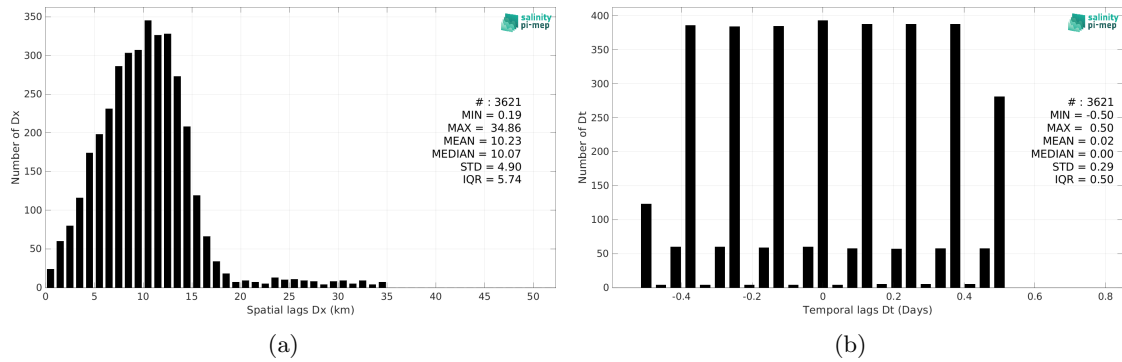 350
300
250
200
150
100
50
0
Number of Dx
0 5 10 15 20 25 30 35 40 45 50
Spatial lags Dx (km)
salinity
pi-mep
# : 3621
MIN = 0.19
MAX = 34.86
MEAN = 10.23
MEDIAN = 10.07
STD = 4.90
IQR = 5.74
(a)
400
350
300
250
200
150
100
50
0
Number of Dt
-0.4 -0.2 0 0.2 0.4 0.6 0.8
Temporal lags Dt (Days)
salinity
pi-mep
# : 3621
MIN = -0.50
MAX = 0.50
MEAN = 0.02
MEDIAN = 0.00
STD = 0.29
IQR = 0.50
(b)